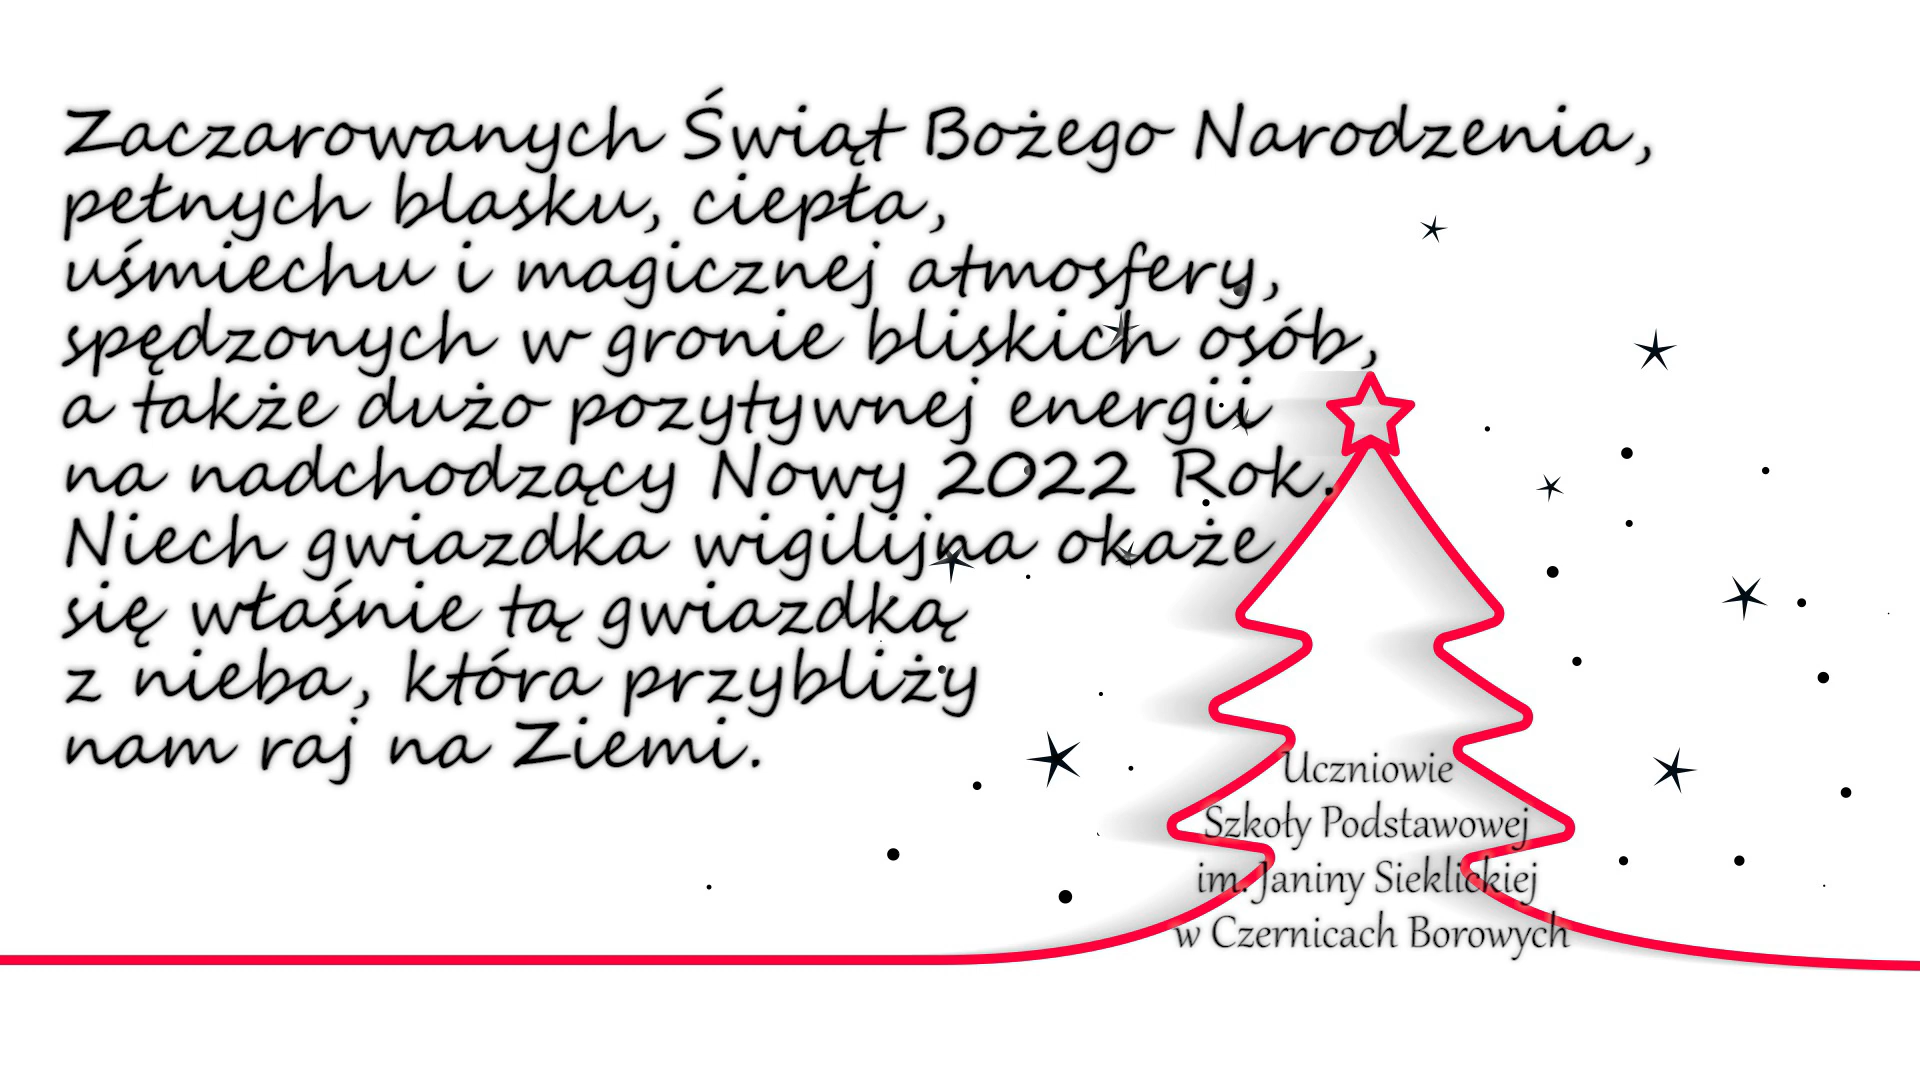 Zaczarowanych Świąt Bożego Narodzenia,
pełnych blasku, ciepła,
uśmiechu i magicznej atmosfery,
spędzonych w gronie bliskich osób,
a także dużo pozytywnej energii
na nadchodzący Nowy 2022 Rok.
Niech gwiazdka wigilijna okaże
się właśnie tą gwiazdką
z nieba, która przybliży
nam raj na Ziemi.
Uczniowie
Szkoły Podstawowej
im. Janiny Sieklickiej
w Czernicach Borowych